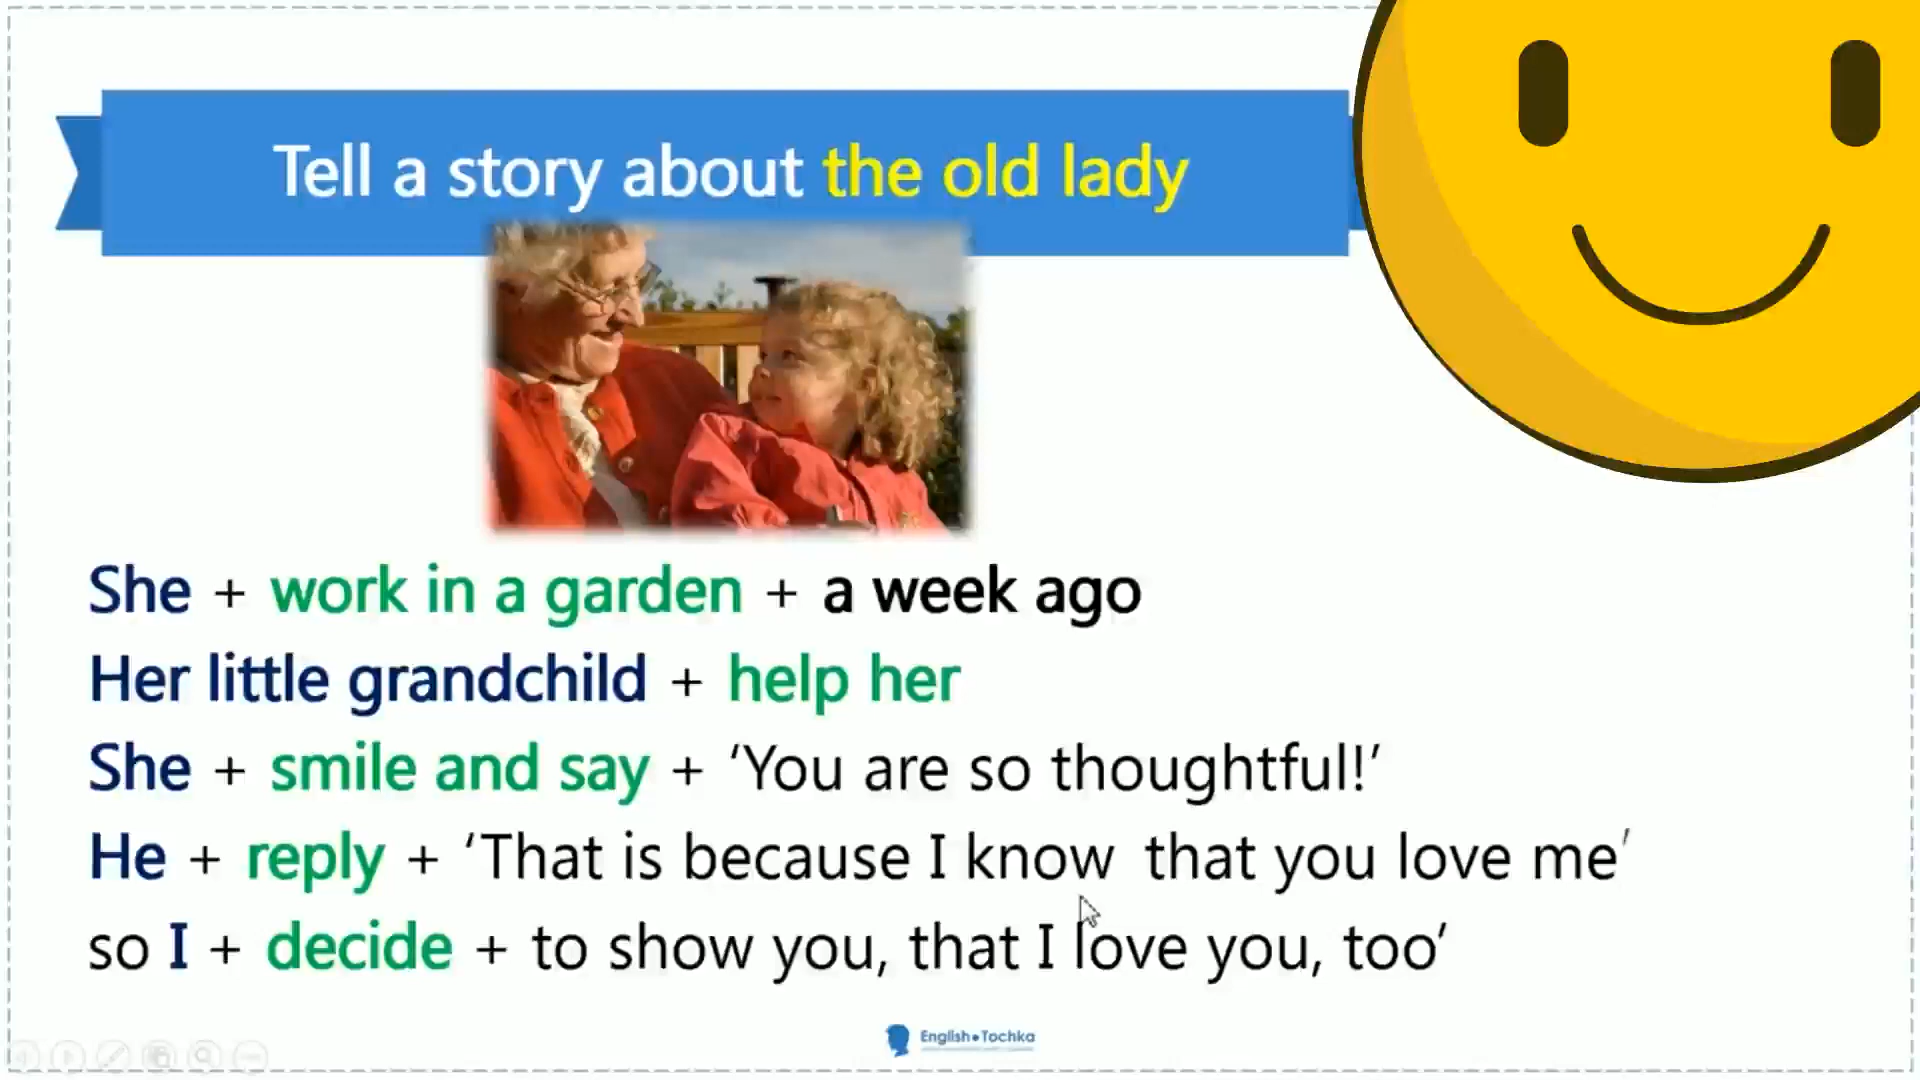 Tell a story about the old lady
She + work in a garden + a week ago
Her little grandchild + help her
She + smile and say + ‘You are so thoughtful!’
He + reply + ‘That is because I know that you love me’
so I + decide + to show you, that I love you, too’
English•Tochka